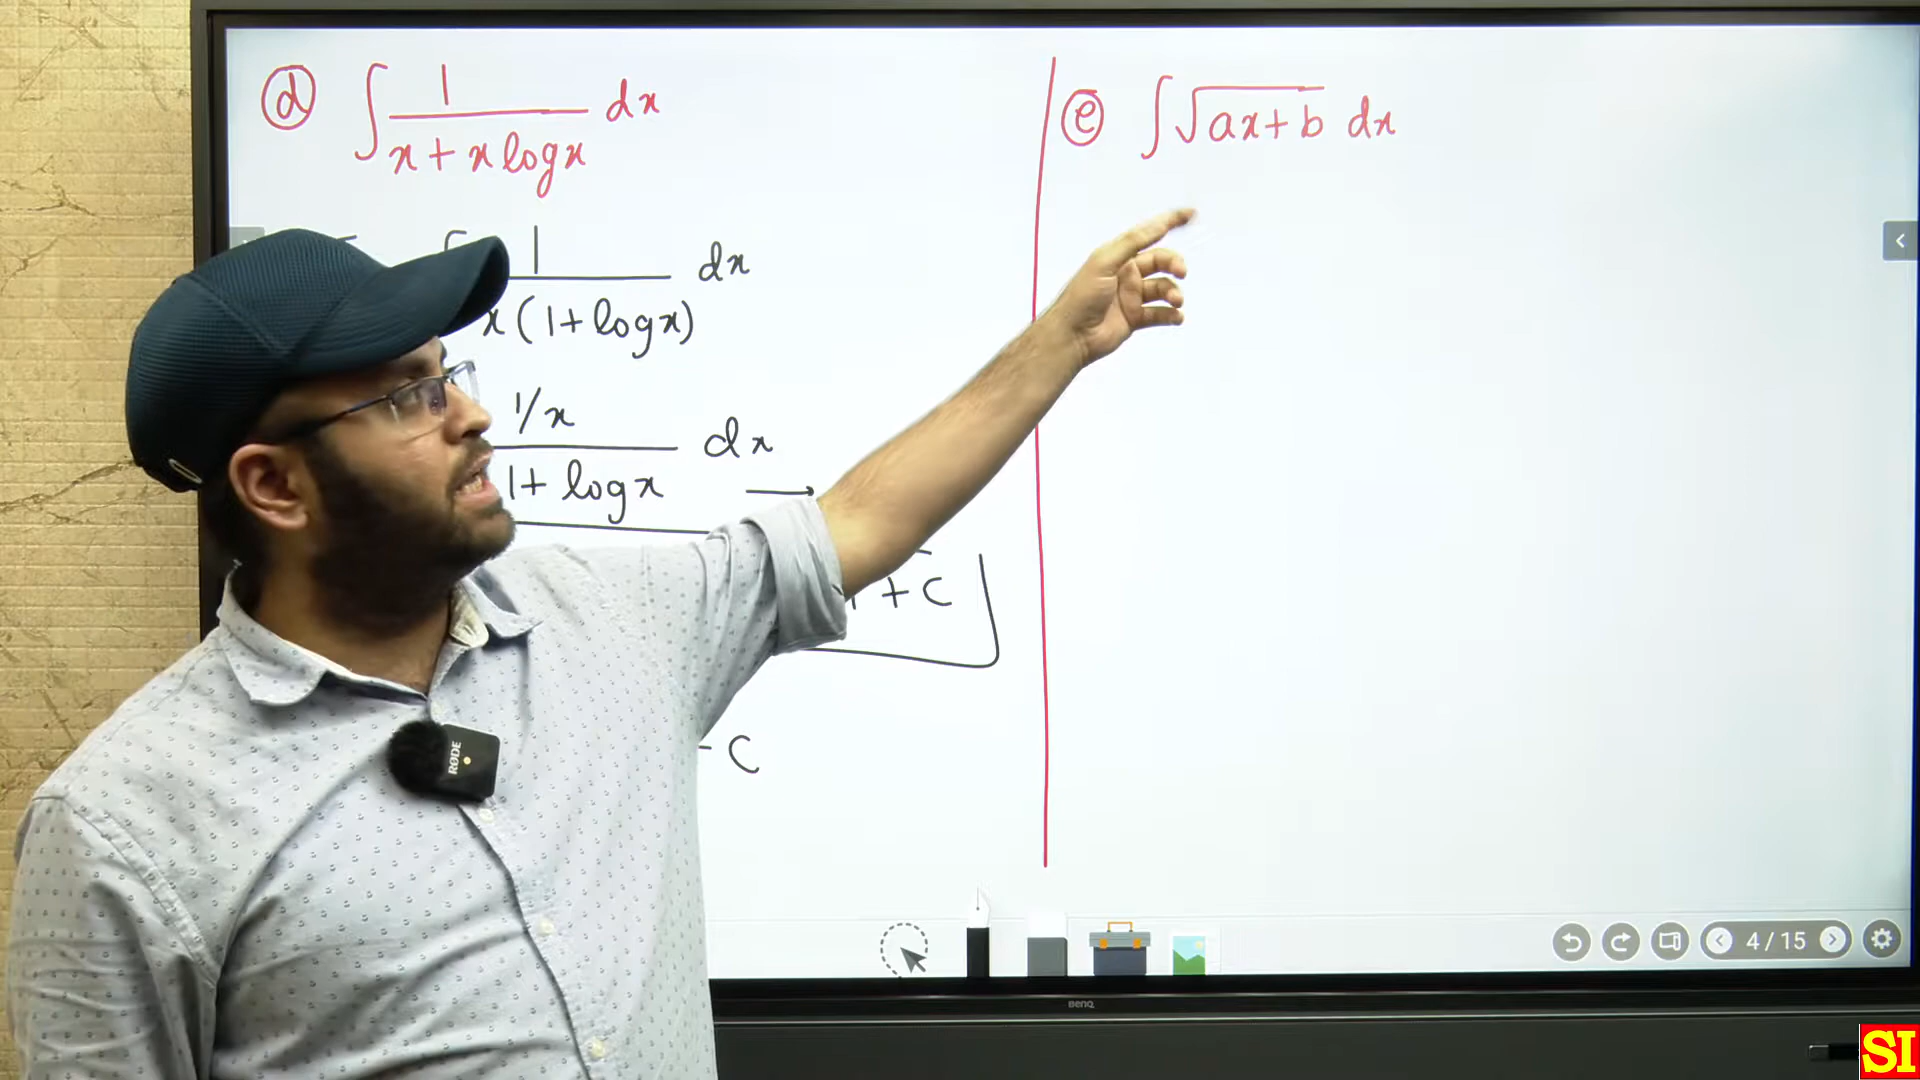 ⓓ ∫ 1/(x + x log x) dx
1/(x(1 + log x)) dx
(1/x)/(1 + log x) dx →
+ C
C
ⓔ ∫ √(ax + b) dx
4 / 15
BenQ
RØDE
SI